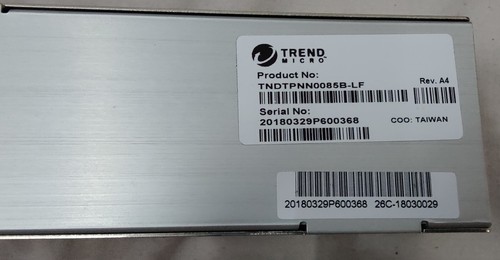 TREND
MICRO
Product No:
TNDTPNN0085B-LF
Rev. A4
Serial No:
20180329P600368
COO: TAIWAN
20180329P600368 26C-18030029